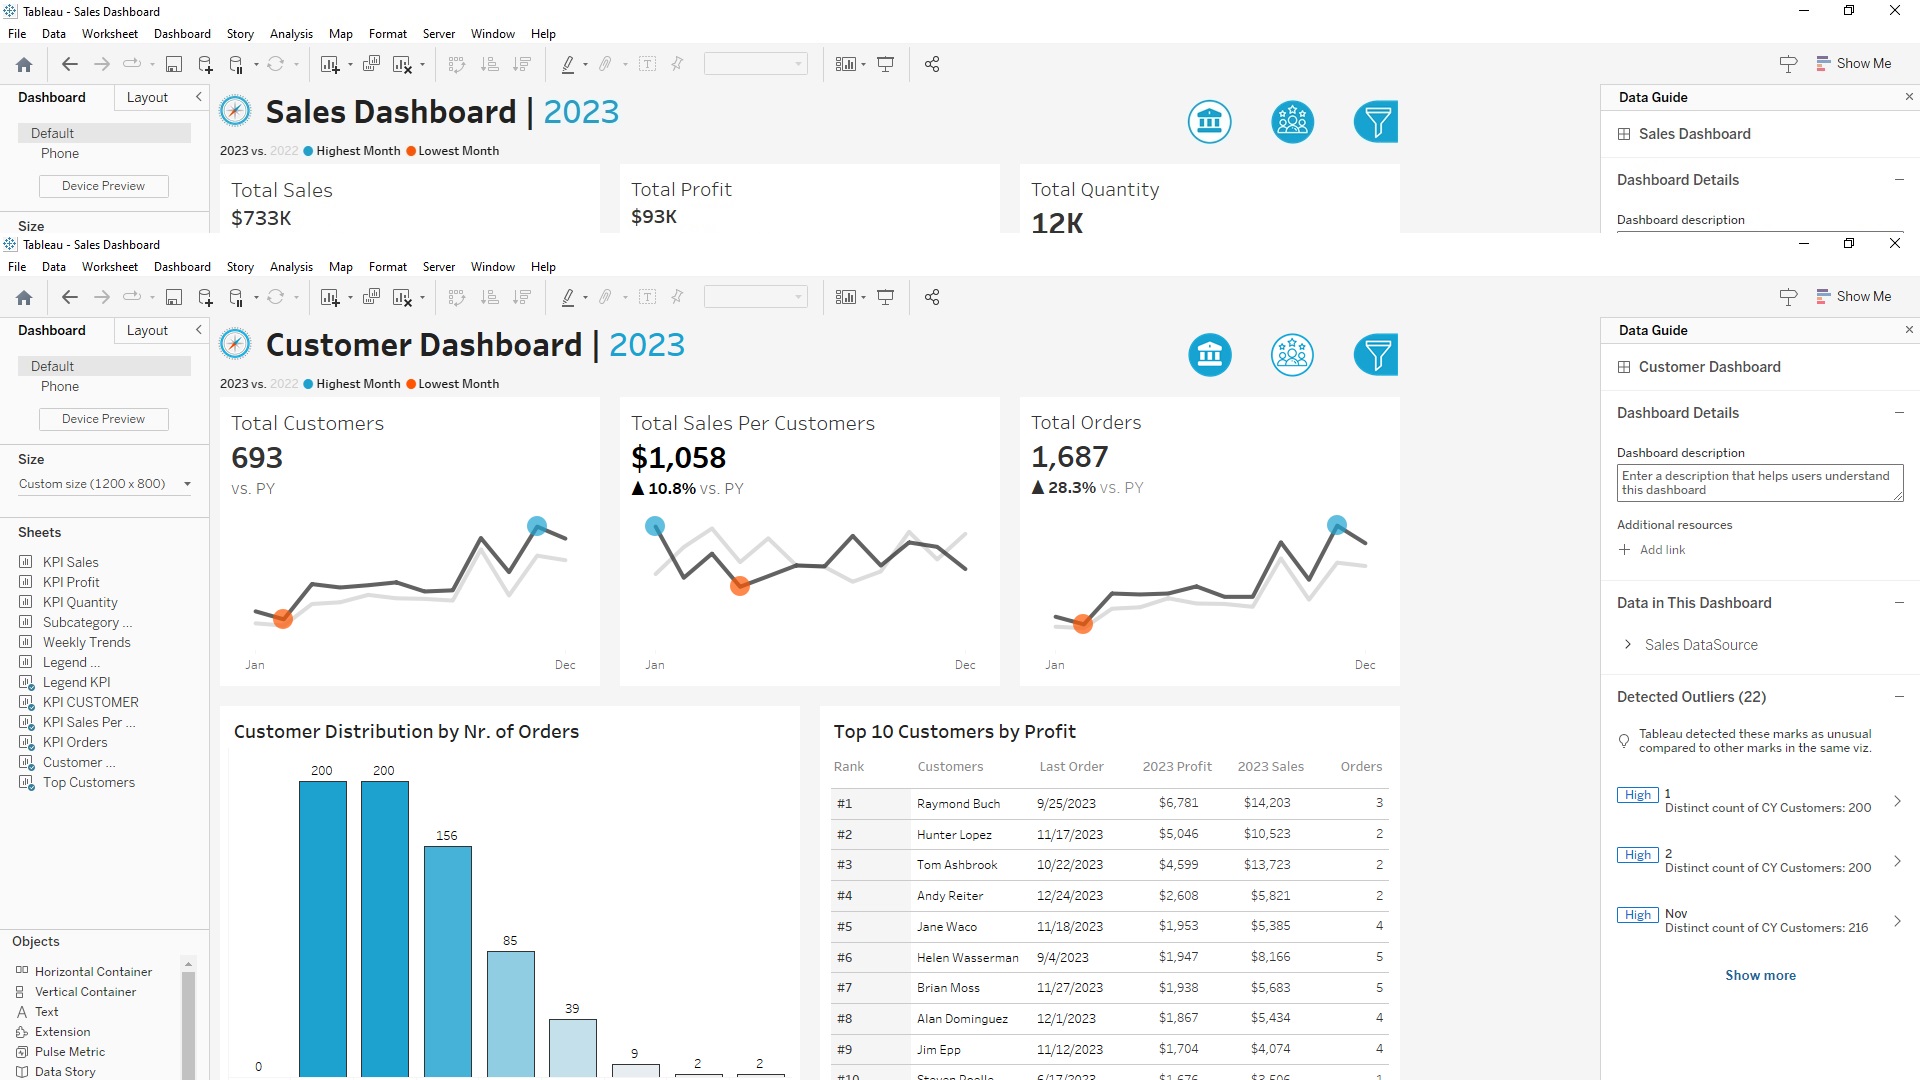 Tableau - Sales Dashboard
File Data Worksheet Dashboard Story Analysis Map Format Server Window Help
Show Me
Dashboard Layout
Default
Phone
Device Preview
Size
Sales Dashboard | 2023
2023 vs. 2022 Highest Month Lowest Month
Total Sales
$733K
Total Profit
$93K
Total Quantity
12K
Data Guide
Sales Dashboard
Dashboard Details
Dashboard description
Tableau - Sales Dashboard
File Data Worksheet Dashboard Story Analysis Map Format Server Window Help
Show Me
Dashboard Layout
Default
Phone
Device Preview
Size
Custom size (1200 x 800)
Sheets
KPI Sales
KPI Profit
KPI Quantity
Subcategory ...
Weekly Trends
Legend ...
Legend KPI
KPI CUSTOMER
KPI Sales Per ...
KPI Orders
Customer ...
Top Customers
Objects
Horizontal Container
Vertical Container
Text
Extension
Pulse Metric
Data Story
Customer Dashboard | 2023
2023 vs. 2022 Highest Month Lowest Month
Total Customers
693
vs. PY
Jan Dec
Total Sales Per Customers
$1,058
▲ 10.8% vs. PY
Jan Dec
Total Orders
1,687
▲ 28.3% vs. PY
Jan Dec
Customer Distribution by Nr. of Orders
0 200 200 156 85 39 9 2 2
Top 10 Customers by Profit
Rank Customers Last Order 2023 Profit 2023 Sales Orders
#1 Raymond Buch 9/25/2023 $6,781 $14,203 3
#2 Hunter Lopez 11/17/2023 $5,046 $10,523 2
#3 Tom Ashbrook 10/22/2023 $4,599 $13,723 2
#4 Andy Reiter 12/24/2023 $2,608 $5,821 2
#5 Jane Waco 11/18/2023 $1,953 $5,385 4
#6 Helen Wasserman 9/4/2023 $1,947 $8,166 5
#7 Brian Moss 11/27/2023 $1,938 $5,683 5
#8 Alan Dominguez 12/1/2023 $1,867 $5,434 4
#9 Jim Epp 11/12/2023 $1,704 $4,074 4
Data Guide
Customer Dashboard
Dashboard Details
Dashboard description
Enter a description that helps users understand
this dashboard
Additional resources
Add link
Data in This Dashboard
Sales DataSource
Detected Outliers (22)
Tableau detected these marks as unusual
compared to other marks in the same viz.
High 1
Distinct count of CY Customers: 200
High 2
Distinct count of CY Customers: 200
High Nov
Distinct count of CY Customers: 216
Show more